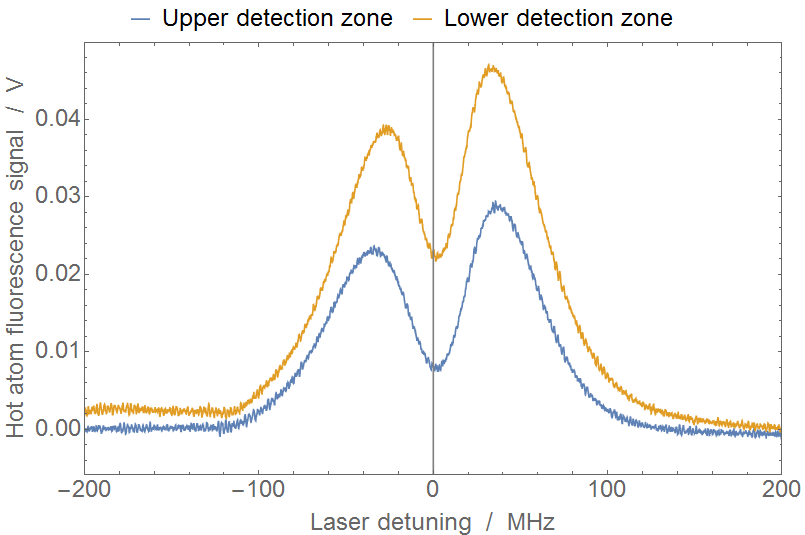 Upper detection zone Lower detection zone
Hot atom fluorescence signal / V
0.04
0.03
0.02
0.01
0.00
−200 −100 0 100 200
Laser detuning / MHz